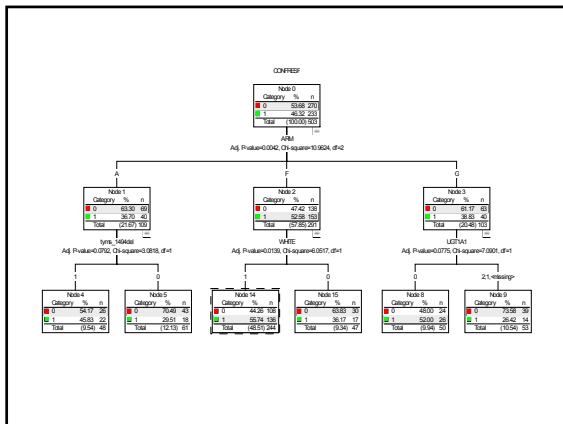 CONFRESP
Node 0
Category % n
0 53.68 270
1 46.32 233
Total (100.00) 503
ARM
Adj. P-value=0.0042, Chi-square=10.9624, df=2
A
F
G
Node 1
Category % n
0 63.30 69
1 36.70 40
Total (21.67) 109
Node 2
Category % n
0 47.42 138
1 52.58 153
Total (57.85) 291
Node 3
Category % n
0 61.17 63
1 38.83 40
Total (20.48) 103
tyms_1494del
Adj. P-value=0.0792, Chi-square=3.0818, df=1
WHITE
Adj. P-value=0.0139, Chi-square=6.0517, df=1
UGT1A1
Adj. P-value=0.0775, Chi-square=7.0901, df=1
1
0
1
0
0
2;1,<missing>
Node 4
Category % n
0 54.17 26
1 45.83 22
Total (9.54) 48
Node 5
Category % n
0 70.49 43
1 29.51 18
Total (12.13) 61
Node 14
Category % n
0 44.26 108
1 55.74 136
Total (48.51) 244
Node 15
Category % n
0 63.83 30
1 36.17 17
Total (9.34) 47
Node 8
Category % n
0 48.00 24
1 52.00 26
Total (9.94) 50
Node 9
Category % n
0 73.58 39
1 26.42 14
Total (10.54) 53